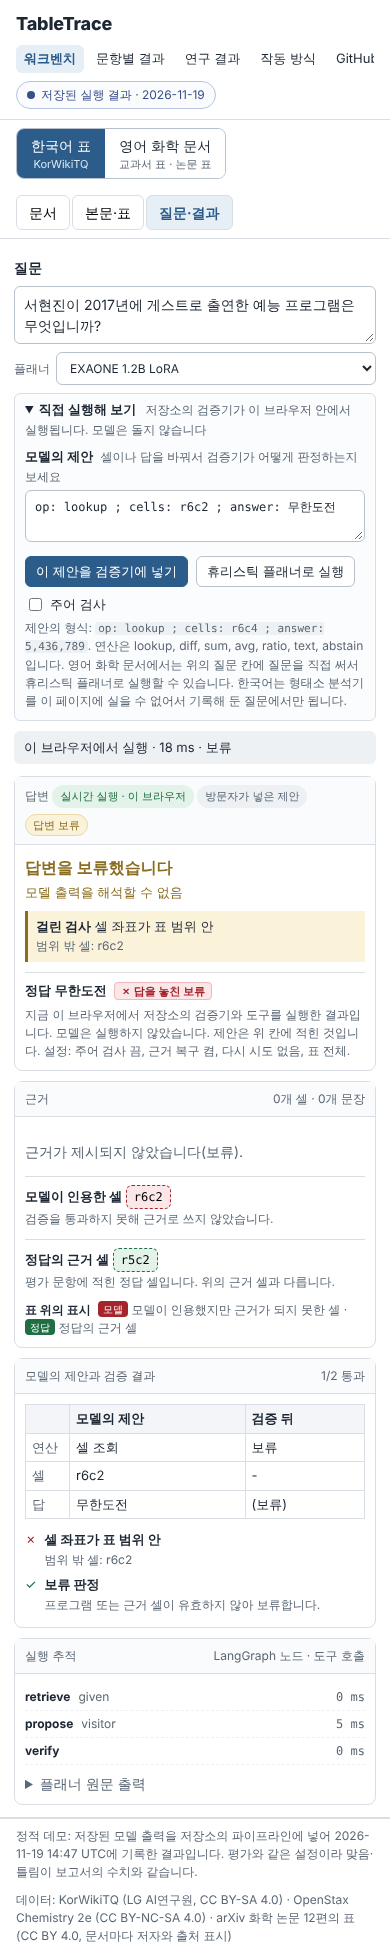 TableTrace
워크벤치 문항별 결과 연구 결과 작동 방식 GitHub
저장된 실행 결과 · 2026-11-19
한국어 표
KorWikiTQ
영어 화학 문서
교과서 표 · 논문 표
문서 본문·표 질문·결과
질문
서현진이 2017년에 게스트로 출연한 예능 프로그램은
무엇입니까?
플래너 EXAONE 1.2B LoRA
▼ 직접 실행해 보기 저장소의 검증기가 이 브라우저 안에서
실행됩니다. 모델은 돌지 않습니다
모델의 제안 셀이나 답을 바꿔서 검증기가 어떻게 판정하는지
보세요
op: lookup ; cells: r6c2 ; answer: 무한도전
이 제안을 검증기에 넣기 휴리스틱 플래너로 실행
주어 검사
제안의 형식: op: lookup ; cells: r6c4 ; answer:
5,436,789. 연산은 lookup, diff, sum, avg, ratio, text, abstain
입니다. 영어 화학 문서에서는 위의 질문 칸에 질문을 직접 써서
휴리스틱 플래너로 실행할 수 있습니다. 한국어는 형태소 분석기
를 이 페이지에 실을 수 없어서 기록해 둔 질문에서만 됩니다.
이 브라우저에서 실행 · 18 ms · 보류
답변 실시간 실행 · 이 브라우저 방문자가 넣은 제안
답변 보류
답변을 보류했습니다
모델 출력을 해석할 수 없음
걸린 검사 셀 좌표가 표 범위 안
범위 밖 셀: r6c2
정답 무한도전 × 답을 놓친 보류
지금 이 브라우저에서 저장소의 검증기와 도구를 실행한 결과입
니다. 모델은 실행하지 않았습니다. 제안은 위 칸에 적힌 것입니
다. 설정: 주어 검사 끔, 근거 복구 켬, 다시 시도 없음, 표 전체.
근거 0개 셀 · 0개 문장
근거가 제시되지 않았습니다(보류).
모델이 인용한 셀 r6c2
검증을 통과하지 못해 근거로 쓰지 않았습니다.
정답의 근거 셀 r5c2
평가 문항에 적힌 정답 셀입니다. 위의 근거 셀과 다릅니다.
표 위의 표시 모델 모델이 인용했지만 근거가 되지 못한 셀 ·
정답 정답의 근거 셀
모델의 제안과 검증 결과 1/2 통과
모델의 제안 검증 뒤
연산 셀 조회 보류
셀 r6c2 -
답 무한도전 (보류)
× 셀 좌표가 표 범위 안
범위 밖 셀: r6c2
✓ 보류 판정
프로그램 또는 근거 셀이 유효하지 않아 보류합니다.
실행 추적 LangGraph 노드 · 도구 호출
retrieve given 0 ms
propose visitor 5 ms
verify 0 ms
▶ 플래너 원문 출력
정적 데모: 저장된 모델 출력을 저장소의 파이프라인에 넣어 2026-
11-19 14:47 UTC에 기록한 결과입니다. 평가와 같은 설정이라 맞음·
틀림이 보고서의 수치와 같습니다.
데이터: KorWikiTQ (LG AI연구원, CC BY-SA 4.0) · OpenStax
Chemistry 2e (CC BY-NC-SA 4.0) · arXiv 화학 논문 12편의 표
(CC BY 4.0, 문서마다 저자와 출처 표시)